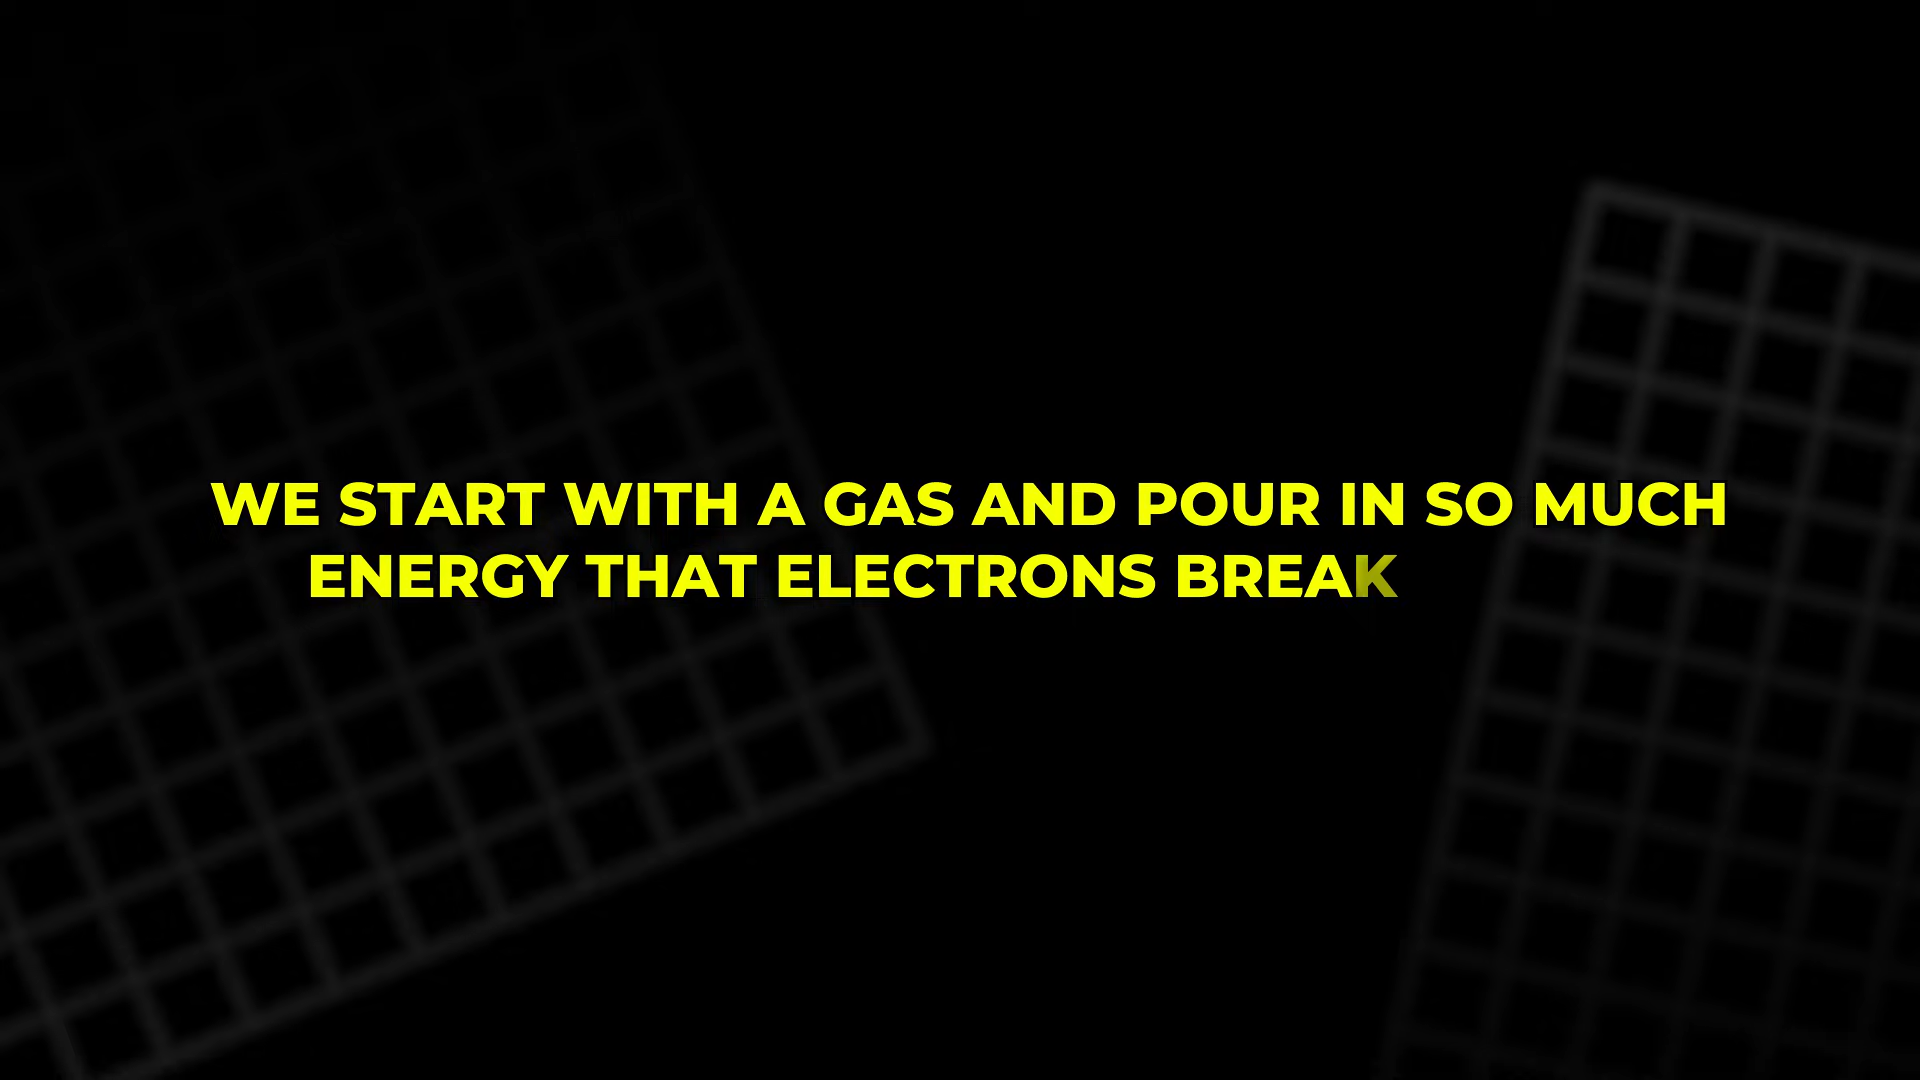 WE START WITH A GAS AND POUR IN SO MUCH
ENERGY THAT ELECTRONS BREAK